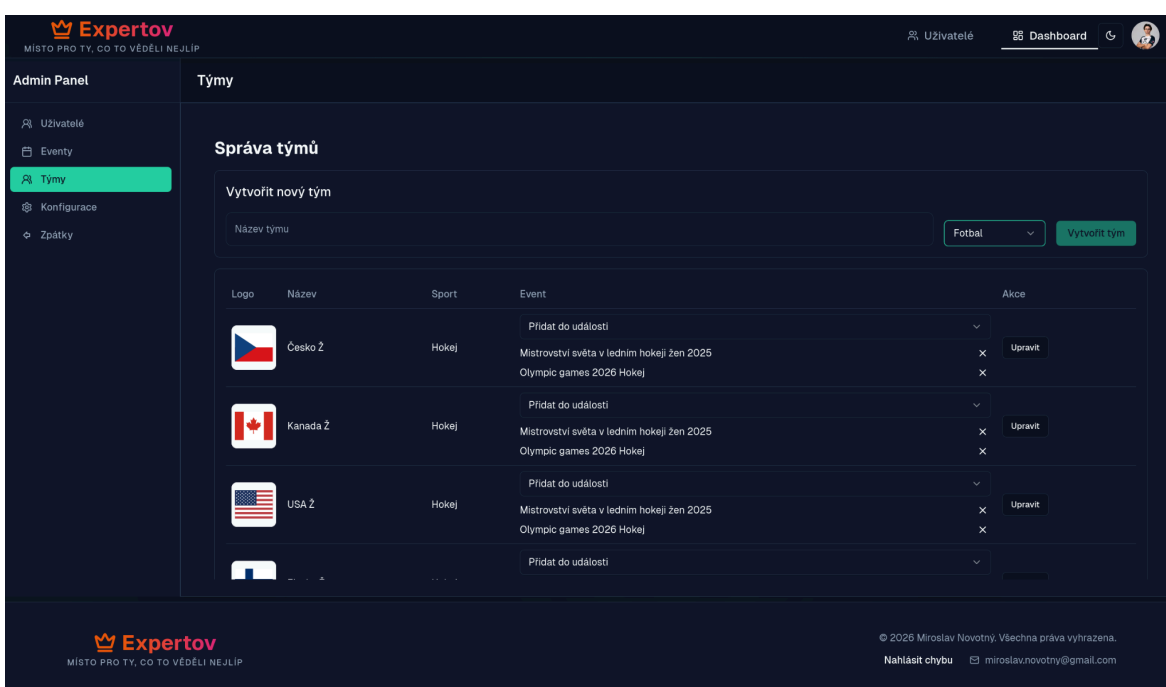 Expertov
MÍSTO PRO TY, CO TO VĚDĚLI NEJLÍP
Uživatelé
Dashboard
Admin Panel
Týmy
Uživatelé
Eventy
Týmy
Konfigurace
Zpátky
Správa týmů
Vytvořit nový tým
Název týmu
Fotbal
Vytvořit tým
Logo Název Sport Event Akce
Přidat do události
Česko Ž Hokej Upravit
Mistrovství světa v ledním hokeji žen 2025
Olympic games 2026 Hokej
Přidat do události
Kanada Ž Hokej Upravit
Mistrovství světa v ledním hokeji žen 2025
Olympic games 2026 Hokej
Přidat do události
USA Ž Hokej Upravit
Mistrovství světa v ledním hokeji žen 2025
Olympic games 2026 Hokej
Přidat do události
Expertov
MÍSTO PRO TY, CO TO VĚDĚLI NEJLÍP
© 2026 Miroslav Novotný. Všechna práva vyhrazena.
Nahlásit chybu miroslav.novotny@gmail.com